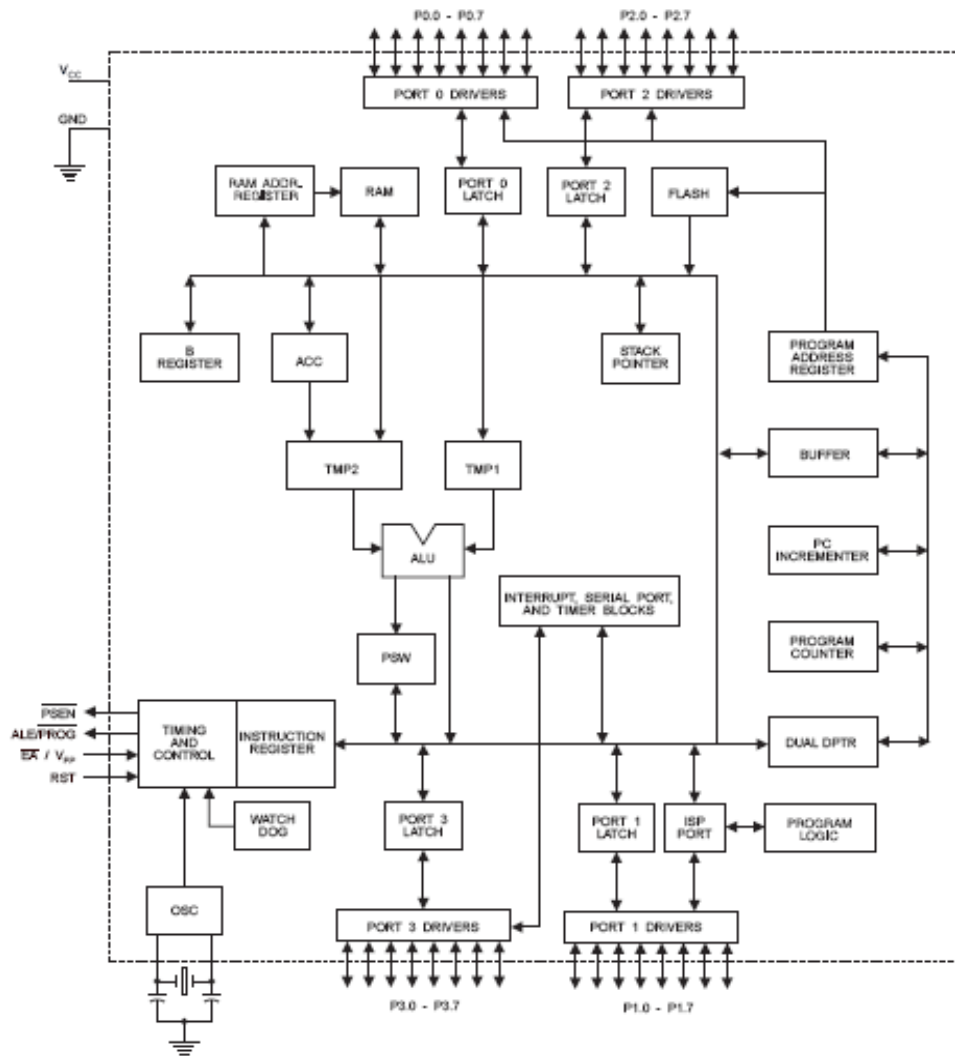 P0.0 - P0.7
P2.0 - P2.7
VCC
GND
PORT 0 DRIVERS
PORT 2 DRIVERS
RAM ADDR.
REGISTER
RAM
PORT 0
LATCH
PORT 2
LATCH
FLASH
B
REGISTER
ACC
STACK
POINTER
PROGRAM
ADDRESS
REGISTER
TMP2
TMP1
BUFFER
ALU
PC
INCREMENTER
INTERRUPT, SERIAL PORT,
AND TIMER BLOCKS
PSW
PROGRAM
COUNTER
PSEN
ALE/PROG
EA / VPP
RST
TIMING
AND
CONTROL
INSTRUCTION
REGISTER
DUAL DPTR
WATCH
DOG
PORT 3
LATCH
PORT 1
LATCH
ISP
PORT
PROGRAM
LOGIC
OSC
PORT 3 DRIVERS
PORT 1 DRIVERS
P3.0 - P3.7
P1.0 - P1.7